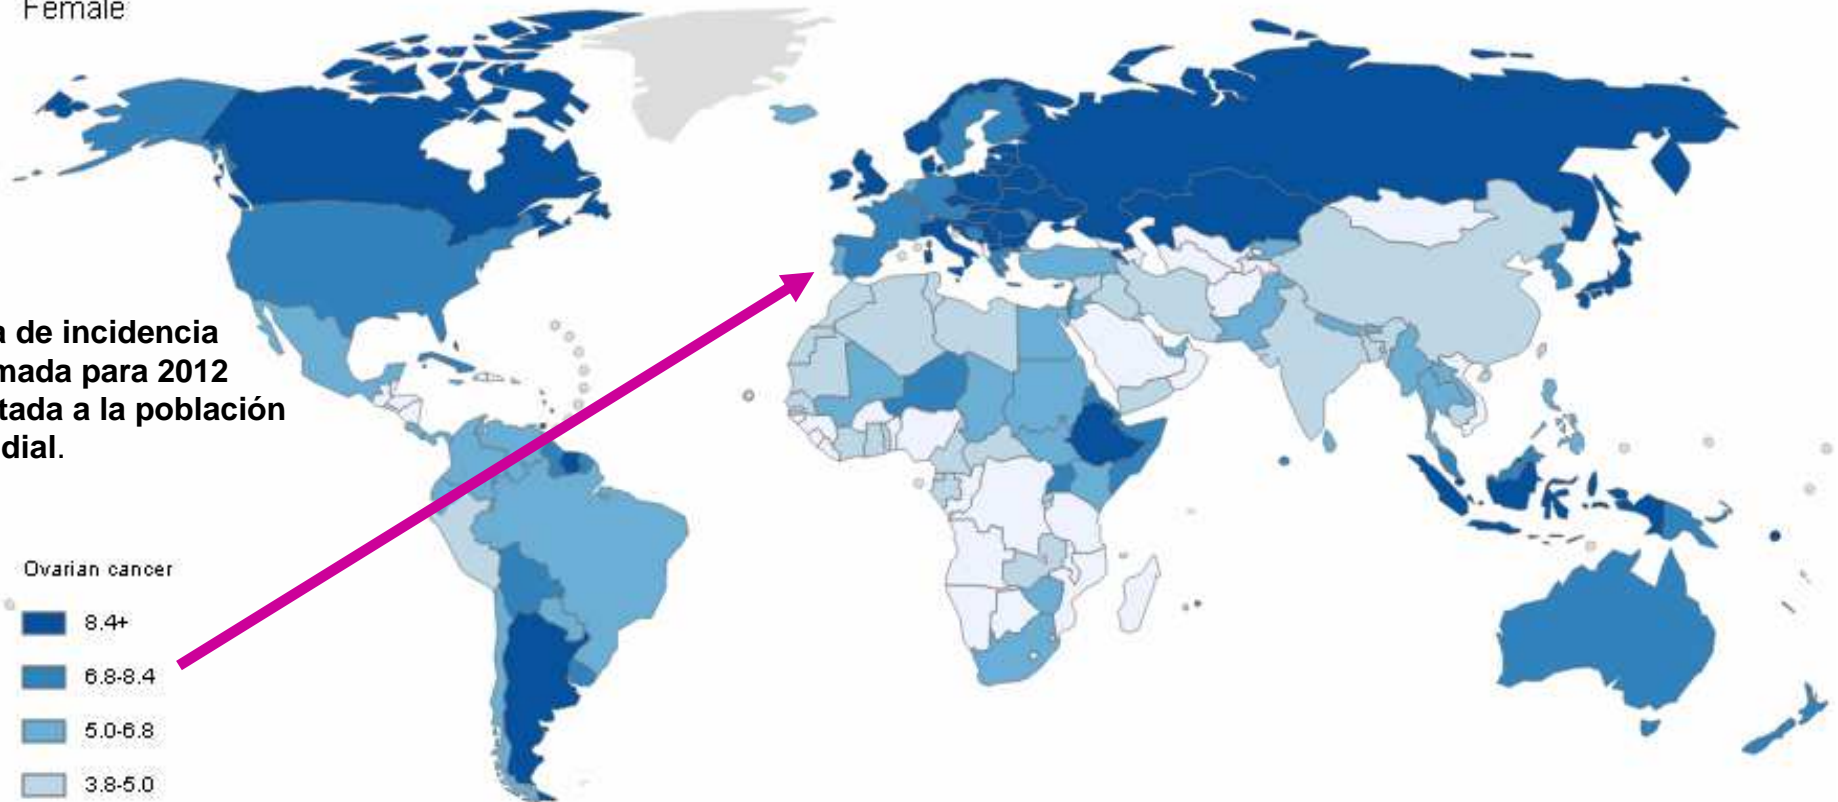 Female
a de incidencia
mada para 2012
tada a la población
dial.
Ovarian cancer
8.4+
6.8-8.4
5.0-6.8
3.8-5.0